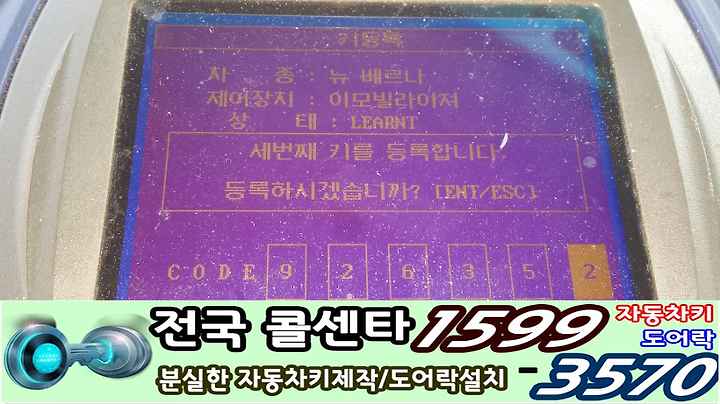 키등록
차 종 : 뉴 베르나
제어장치 : 이모빌라이져
상 태 : LEARNT
세번째 키를 등록합니다.
등록하시겠습니까? [ENT/ESC]
CODE 9 2 6 3 5 2
전국 콜센타 1599-3570
자동차키
도어락
분실한 자동차키제작/도어락설치